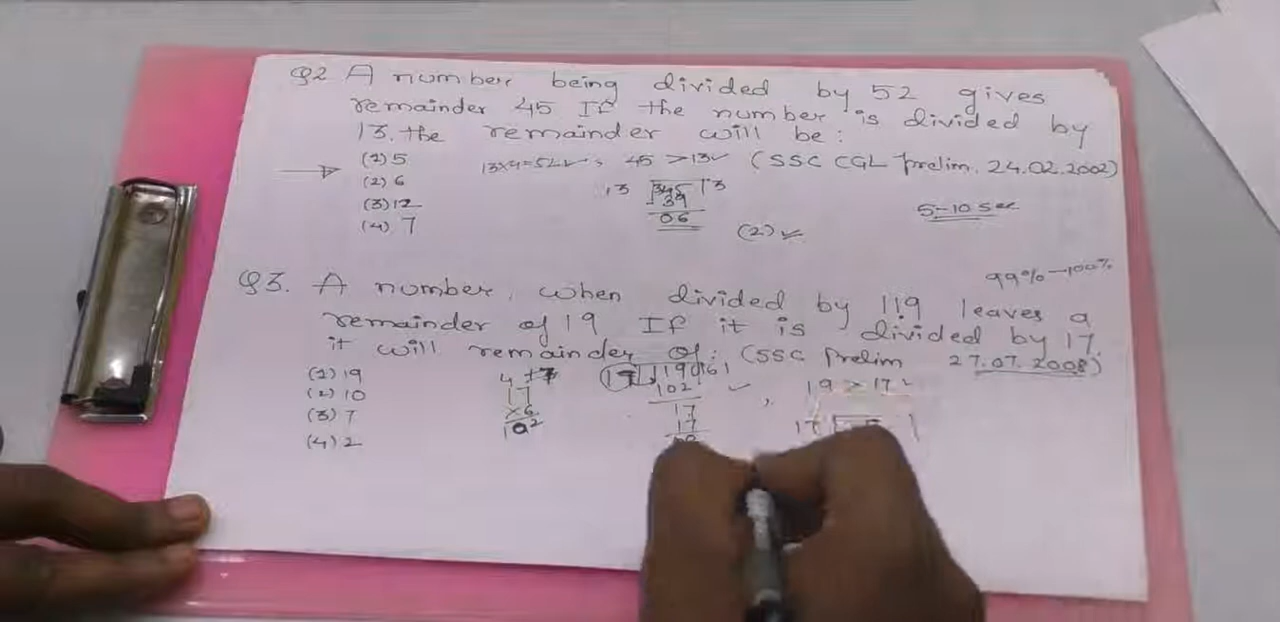 Q2 A number being divided by 52 gives
remainder 45 If the number is divided by
13. the remainder will be:
(1) 5
13×4=52✓, 45 >13✓ (SSC CGL Prelim. 24.02.2002)
(2) 6
13
45
3
(3) 12
39
5-10 Sec
(4) 7
06
(2) ✓
99%-100%
Q3. A number, when divided by 119 leaves a
remainder of 19 If it is divided by 17,
it will remainder of: (SSC Prelim 27.07.2008)
(1) 19
(2) 10
17
102 ✓
, 19 > 17
(3) 7
×6
17
17
(4) 2
102